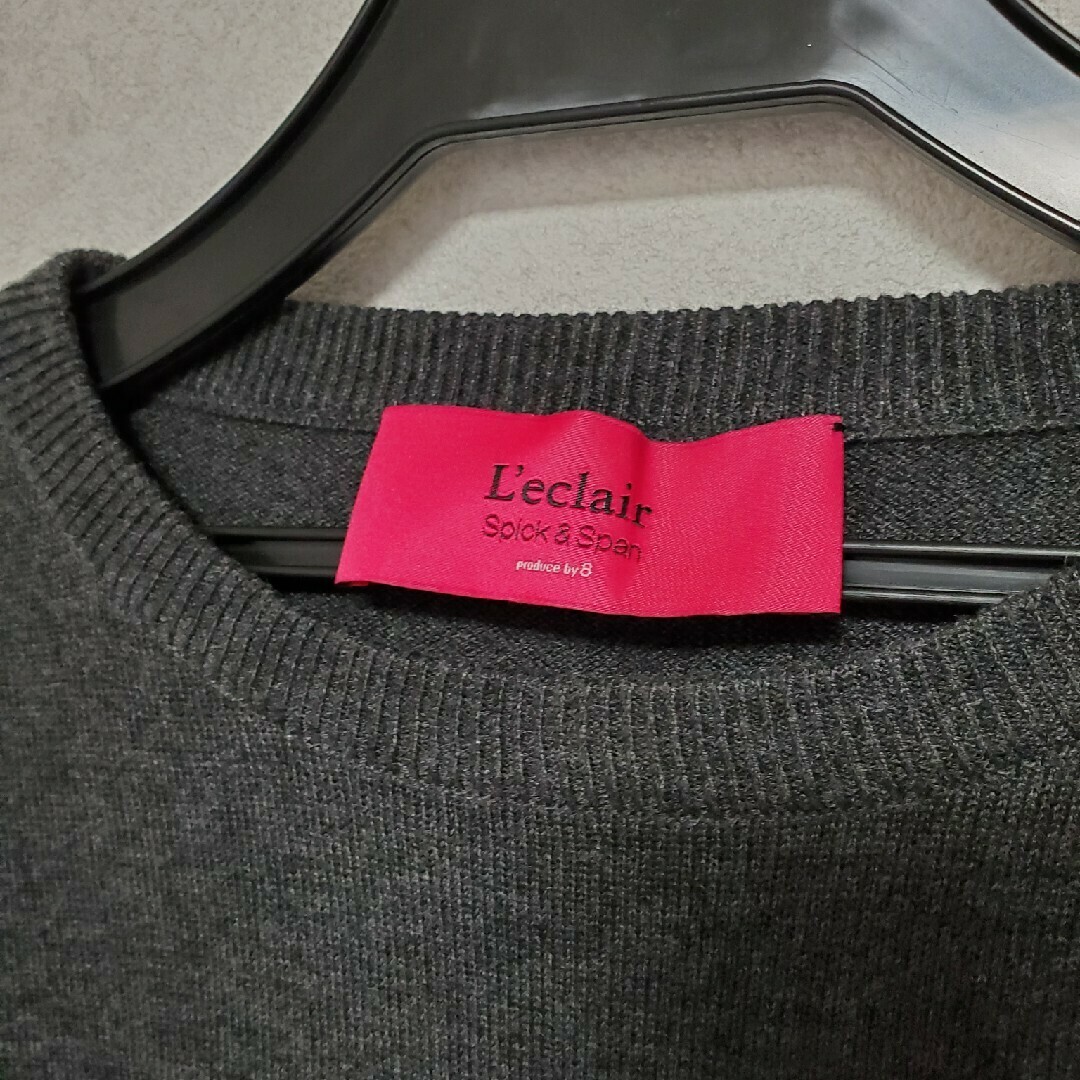 L'eclair
Spick & Span
produce by 8